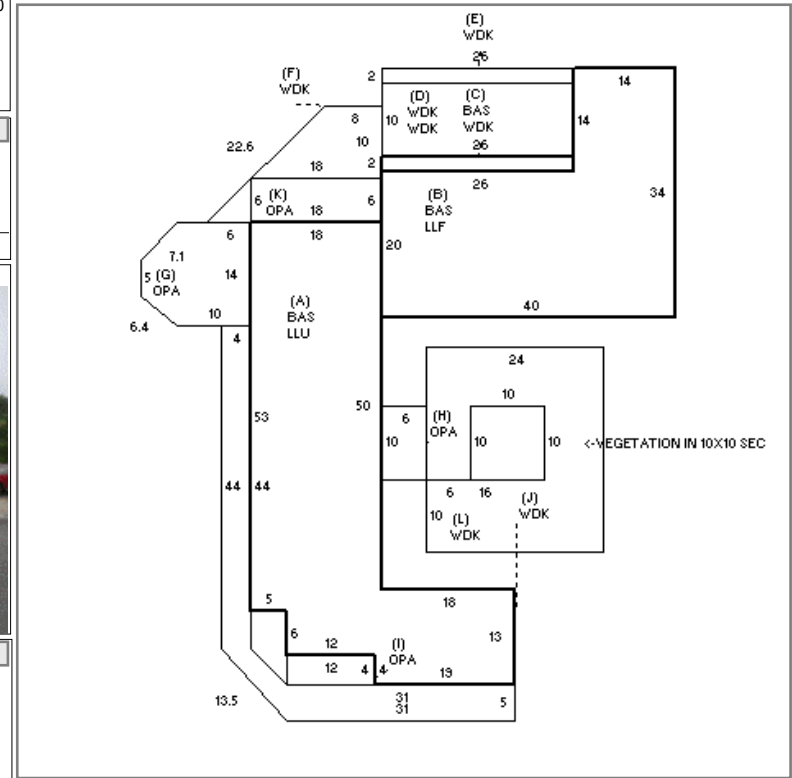 (E)
WDK
26
14
2
(F)
WDK
(D)
WDK
WDK
(C)
BAS
WDK
8
10
14
22.6
10
26
18
2
26
34
6
(K)
OPA
18
6
(B)
BAS
LLF
6
18
20
7.1
5
(G)
OPA
14
(A)
BAS
LLU
10
40
6.4
4
24
10
53
50
6
(H)
OPA
10
10
10
<-VEGETATION IN 10X10 SEC
44
44
6
16
(J)
WDK
10
(L)
WDK
5
18
6
12
(I)
OPA
13
12
4
4
19
13.5
31
31
5